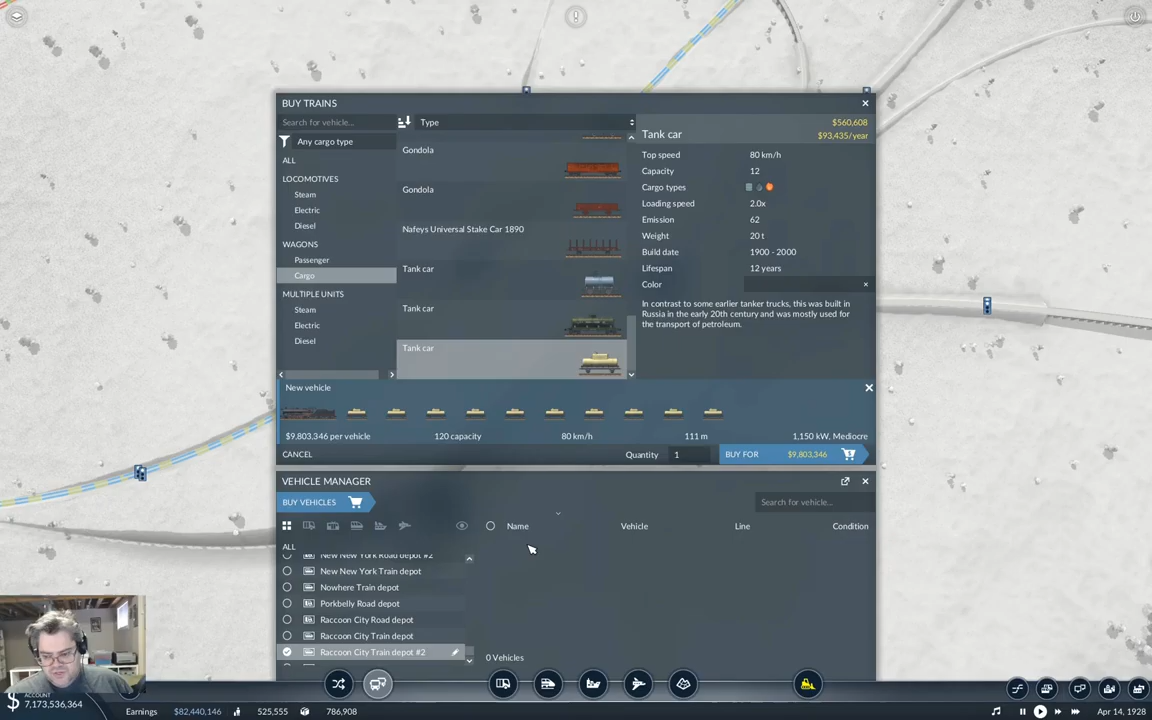 BUY TRAINS
Search for vehicle...
Type
Any cargo type
ALL
LOCOMOTIVES
Steam
Electric
Diesel
WAGONS
Passenger
Cargo
MULTIPLE UNITS
Steam
Electric
Diesel
Gondola
Gondola
Nafeys Universal Stake Car 1890
Tank car
Tank car
Tank car
$560,608
Tank car
$93,435/year
Top speed 80 km/h
Capacity 12
Cargo types
Loading speed 2.0x
Emission 62
Weight 20 t
Build date 1900 - 2000
Lifespan 12 years
Color
In contrast to some earlier tanker trucks, this was built in
Russia in the early 20th century and was mostly used for
the transport of petroleum.
New vehicle
$9,803,346 per vehicle 120 capacity 80 km/h 111 m 1,150 kW, Mediocre
CANCEL Quantity 1 BUY FOR $9,803,346
VEHICLE MANAGER
BUY VEHICLES Search for vehicle...
Name Vehicle Line Condition
ALL
New New York Road depot #2
New New York Train depot
Nowhere Train depot
Porkbelly Road depot
Raccoon City Road depot
Raccoon City Train depot
Raccoon City Train depot #2
0 Vehicles
ACCOUNT
$ 7,173,536,364
Earnings $82,440,146 525,555 786,908 Apr 14, 1928